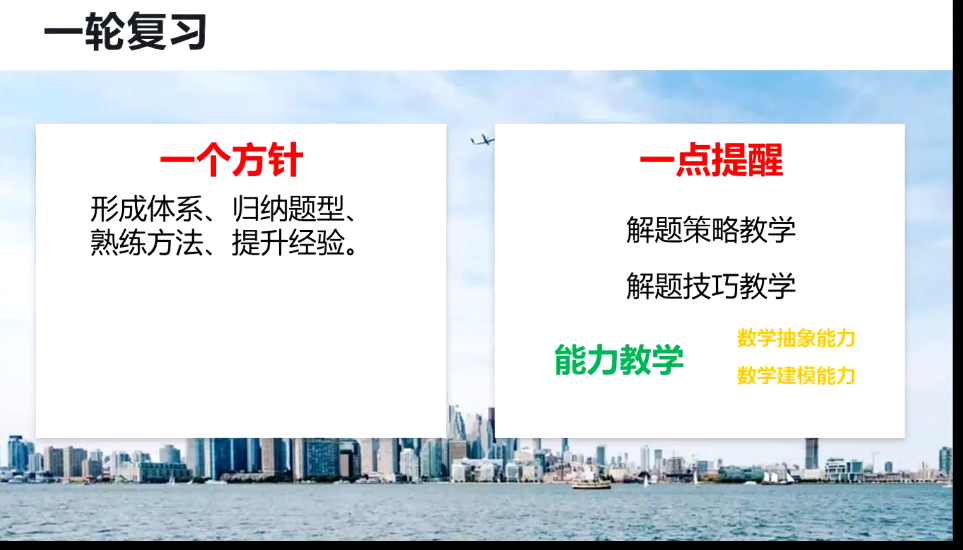 一轮复习
一个方针
形成体系、归纳题型、
熟练方法、提升经验。
一点提醒
解题策略教学
解题技巧教学
能力教学
数学抽象能力
数学建模能力